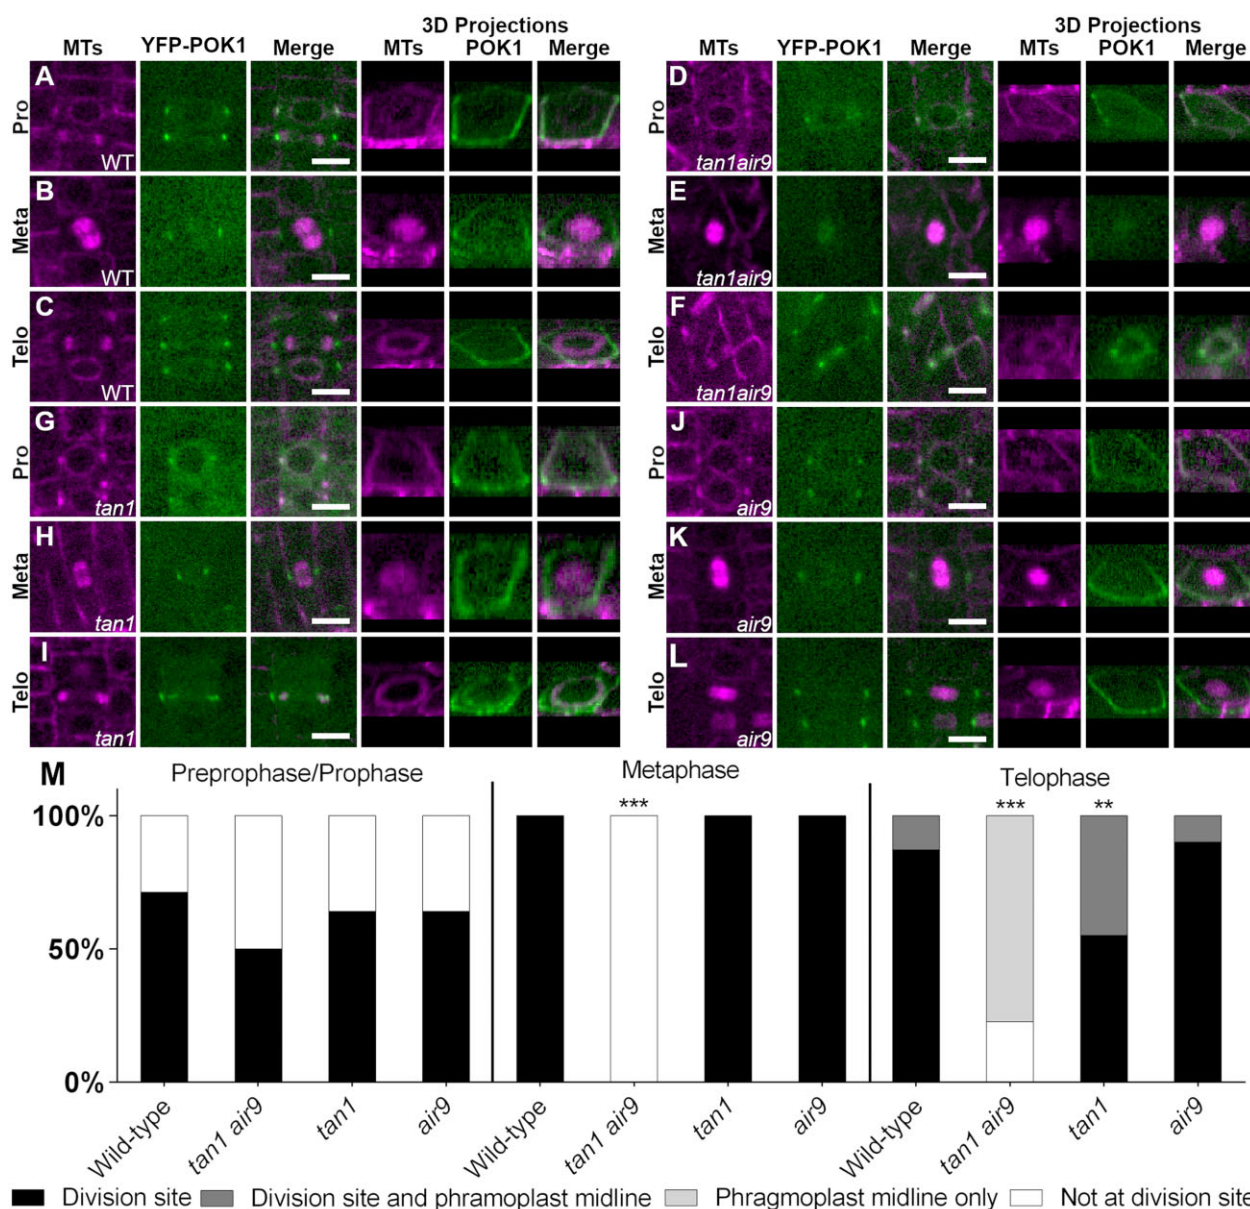 3D Projections
3D Projections
MTs YFP-POK1 Merge MTs POK1 Merge
MTs YFP-POK1 Merge MTs POK1 Merge
Pro A WT
D tan1air9 Pro
Meta B WT
E tan1air9 Meta
Telo C WT
F tan1air9 Telo
Pro G tan1
J air9 Pro
Meta H tan1
K air9 Meta
Telo I tan1
L air9 Telo
M Preprophase/Prophase Metaphase Telophase
*** *** **
100%
50%
0%
Wild-type tan1 air9 tan1 air9 Wild-type tan1 air9 tan1 air9 Wild-type tan1 air9 tan1 air9
Division site Division site and phramoplast midline Phragmoplast midline only Not at division site